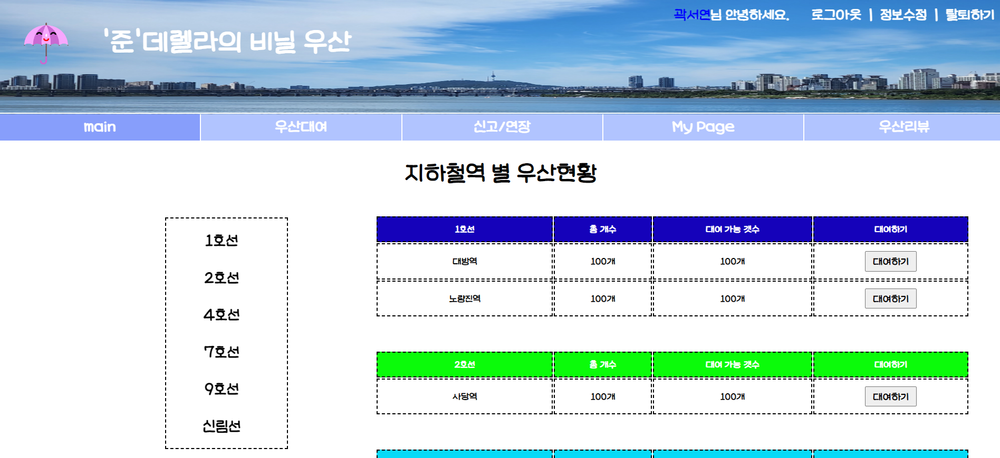 곽서연님 안녕하세요. 로그아웃 | 정보수정 | 탈퇴하기
'준'데렐라의 비닐 우산
main 우산대여 신고/연장 My Page 우산리뷰
지하철역 별 우산현황
1호선
2호선
4호선
7호선
9호선
신림선
1호선 총 개수 대여 가능 갯수 대여하기
대방역 100개 100개 대여하기
노량진역 100개 100개 대여하기
2호선 총 개수 대여 가능 갯수 대여하기
사당역 100개 100개 대여하기